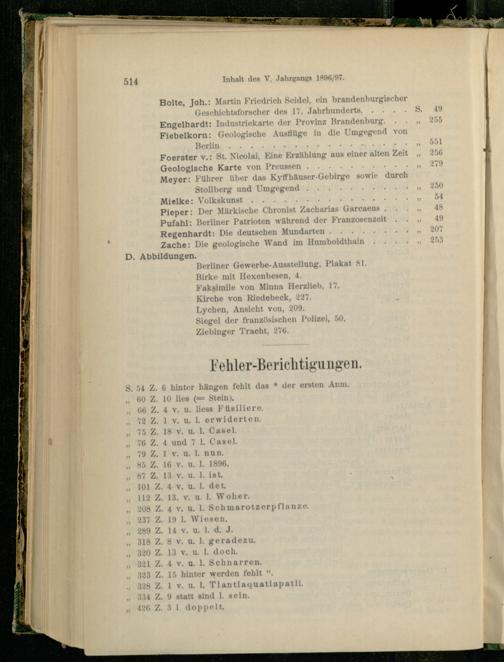 514 Inhalt des V. Jahrgangs 1896/97.
Bolte, Joh.: Martin Friedrich Seidel, ein brandenburgischer
Geschichtsforscher des 17. Jahrhunderts. . . . . . S. 49
Engelhardt: Industriekarte der Provinz Brandenburg. . . „ 255
Fiebelkorn: Geologische Ausflüge in die Umgegend von
Berlin . . . . . . . . . . . . . . . . „ 551
Foerster v.: St. Nicolai, Eine Erzählung aus einer alten Zeit „ 256
Geologische Karte von Preussen . . . . . . . . . „ 279
Meyer: Führer über das Kyffhäuser-Gebirge sowie durch
Stollberg und Umgegend . . . . . . . . . „ 250
Mielke: Volkskunst . . . . . . . . . . . . . „ 54
Pieper: Der Märkische Chronist Zacharias Garcaeus . . . „ 48
Pufahl: Berliner Patrioten während der Franzosenzeit . . „ 49
Regenhardt: Die deutschen Mundarten . . . . . . . „ 207
Zache: Die geologische Wand im Humboldthain . . . . „ 253
D. Abbildungen.
Berliner Gewerbe-Ausstellung, Plakat 81.
Birke mit Hexenbesen, 4.
Faksimile von Minna Herzlieb, 17.
Kirche von Riedebeck, 227.
Lychen, Ansicht von, 209.
Siegel der französischen Polizei, 50.
Ziebinger Tracht, 276.
Fehler-Berichtigungen.
S. 54 Z. 6 hinter hängen fehlt das * der ersten Anm.
„ 60 Z. 10 lies (= Stein).
„ 66 Z. 4 v. u. liess Füsiliere.
„ 72 Z. 1 v. u. l. erwiderten.
„ 75 Z. 18 v. u. l. Casel.
„ 76 Z. 4 und 7 l. Casel.
„ 79 Z. 1 v. u. l. nun.
„ 85 Z. 16 v. u. l. 1896.
„ 87 Z. 13 v. u. l. ist.
„ 101 Z. 4 v. u. l. det.
„ 112 Z. 13. v. u. l. Woher.
„ 208 Z. 4 v. u. l. Schmarotzerpflanze.
„ 237 Z. 19 l. Wiesen.
„ 289 Z. 14 v. u. l. d. J.
„ 318 Z. 8 v. u. l. geradezu.
„ 320 Z. 13 v. u. l. doch.
„ 321 Z. 4 v. u. l. Schnarren.
„ 323 Z. 15 hinter werden fehlt “.
„ 328 Z. 1 v. u. l. Tlantlaquatlapatli.
„ 334 Z. 9 statt sind l. sein.
„ 426 Z. 3 l. doppelt.